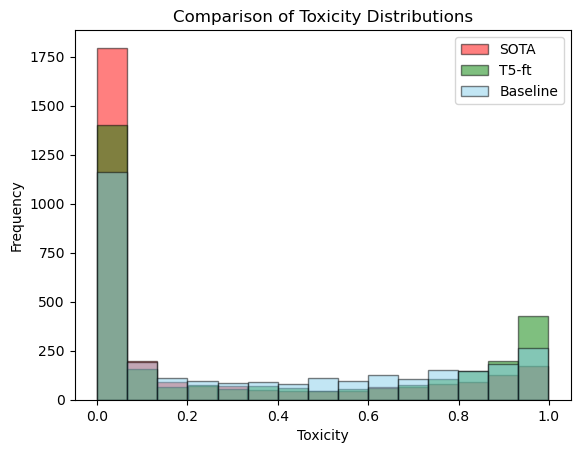 Comparison of Toxicity Distributions
SOTA
T5-ft
Baseline
1750
1500
1250
1000
750
500
250
0
Frequency
0.0 0.2 0.4 0.6 0.8 1.0
Toxicity